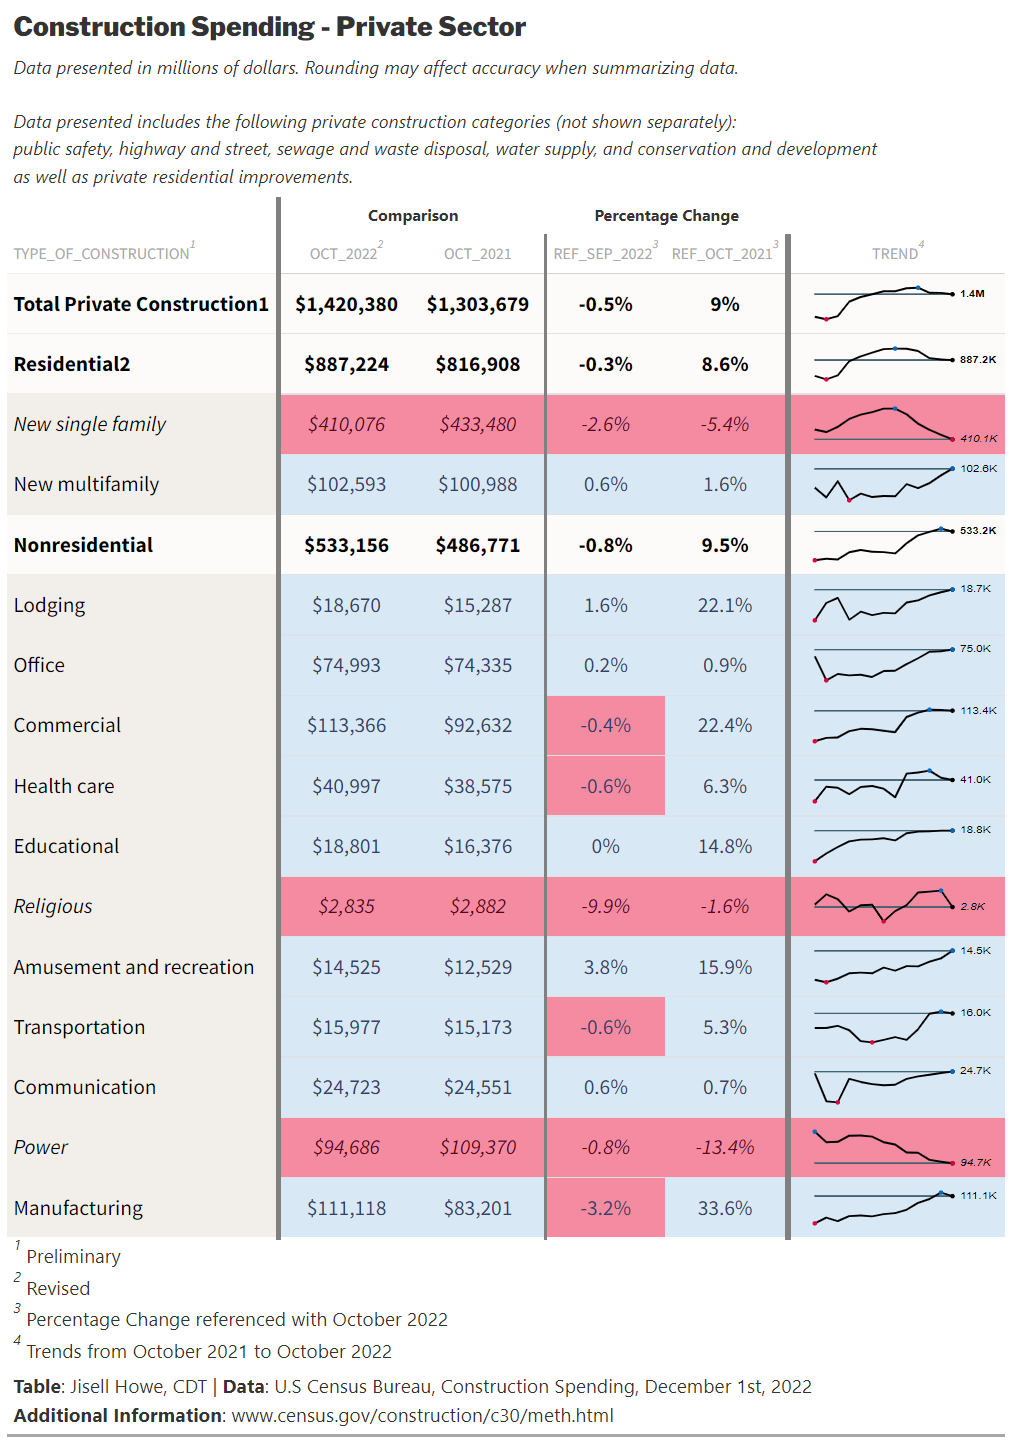 Construction Spending - Private Sector
Data presented in millions of dollars. Rounding may affect accuracy when summarizing data.
Data presented includes the following private construction categories (not shown separately):
public safety, highway and street, sewage and waste disposal, water supply, and conservation and development
as well as private residential improvements.
Comparison Percentage Change
TYPE_OF_CONSTRUCTION1 OCT_20222 OCT_2021 REF_SEP_20223 REF_OCT_20213 TREND4
Total Private Construction1 $1,420,380 $1,303,679 -0.5% 9% 1.4M
Residential2 $887,224 $816,908 -0.3% 8.6% 887.2K
New single family $410,076 $433,480 -2.6% -5.4% 410.1K
New multifamily $102,593 $100,988 0.6% 1.6% 102.6K
Nonresidential $533,156 $486,771 -0.8% 9.5% 533.2K
Lodging $18,670 $15,287 1.6% 22.1% 18.7K
Office $74,993 $74,335 0.2% 0.9% 75.0K
Commercial $113,366 $92,632 -0.4% 22.4% 113.4K
Health care $40,997 $38,575 -0.6% 6.3% 41.0K
Educational $18,801 $16,376 0% 14.8% 18.8K
Religious $2,835 $2,882 -9.9% -1.6% 2.8K
Amusement and recreation $14,525 $12,529 3.8% 15.9% 14.5K
Transportation $15,977 $15,173 -0.6% 5.3% 16.0K
Communication $24,723 $24,551 0.6% 0.7% 24.7K
Power $94,686 $109,370 -0.8% -13.4% 94.7K
Manufacturing $111,118 $83,201 -3.2% 33.6% 111.1K
1 Preliminary
2 Revised
3 Percentage Change referenced with October 2022
4 Trends from October 2021 to October 2022
Table: Jisell Howe, CDT | Data: U.S Census Bureau, Construction Spending, December 1st, 2022
Additional Information: www.census.gov/construction/c30/meth.html